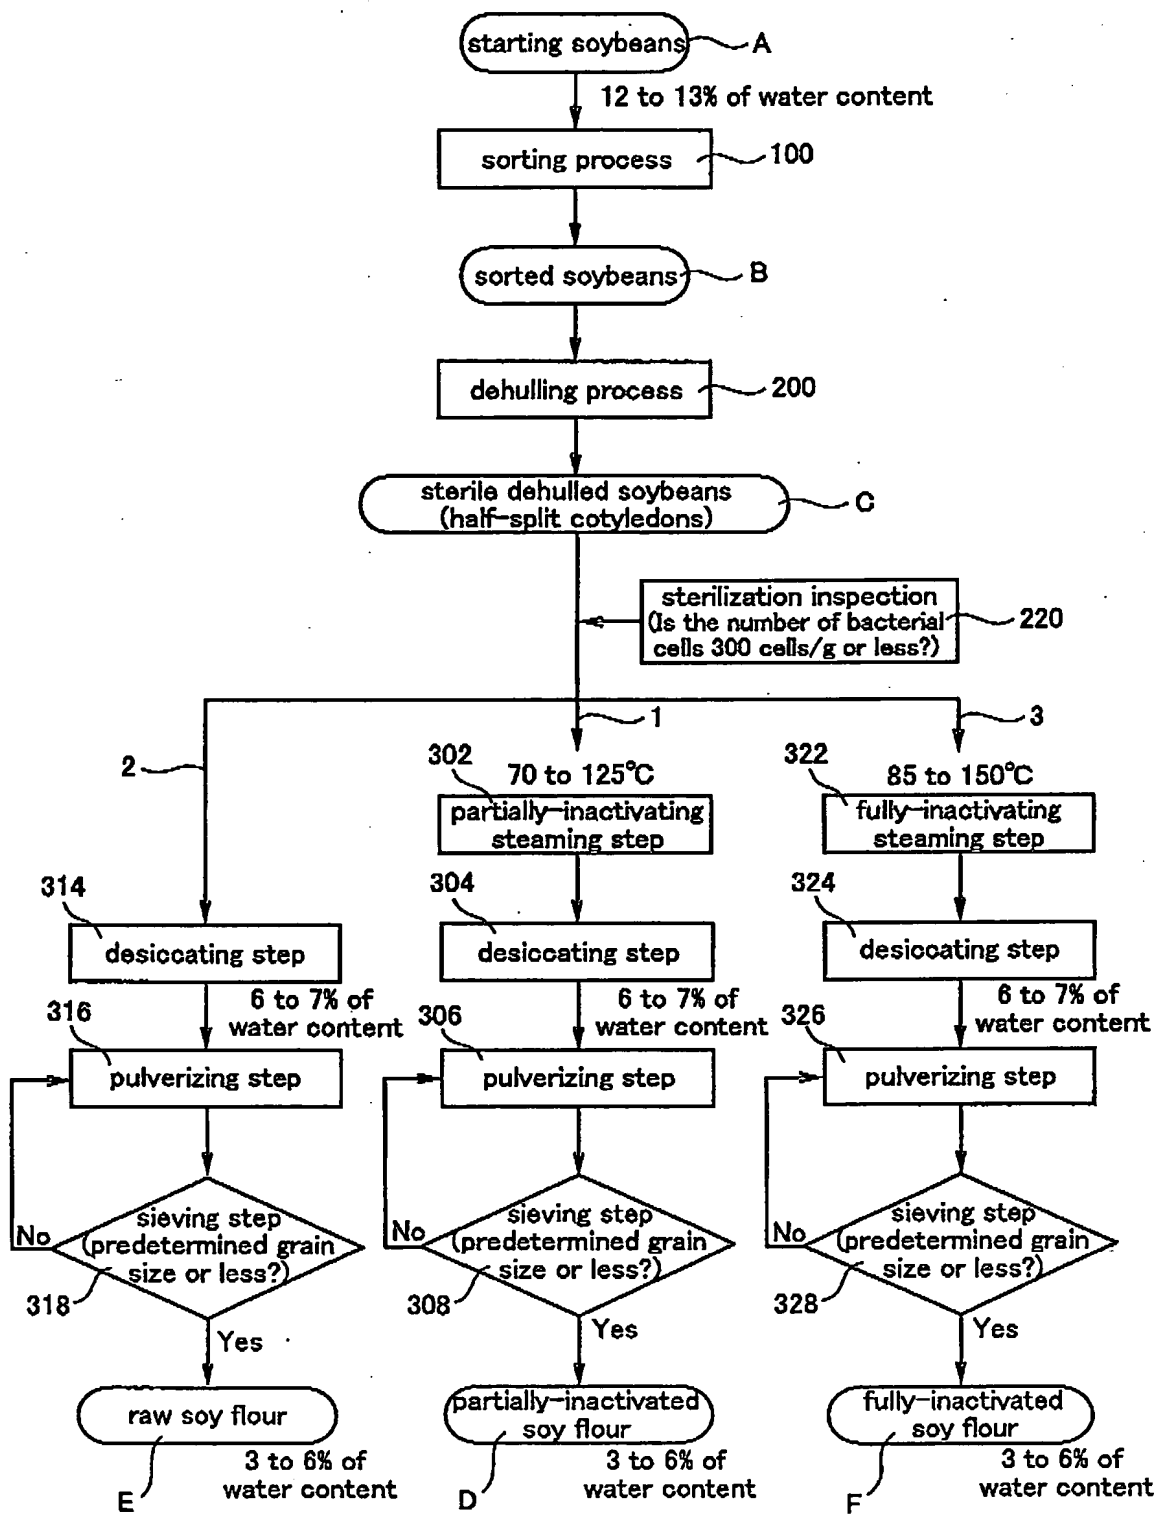 starting soybeans
A
12 to 13% of water content
sorting process
100
sorted soybeans
B
dehulling process
200
sterile dehulled soybeans
(half-split cotyledons)
C
sterilization inspection
(Is the number of bacterial
cells 300 cells/g or less?)
220
2
1
3
302
70 to 125℃
partially-inactivating
steaming step
322
85 to 150℃
fully-inactivating
steaming step
314
desiccating step
304
desiccating step
324
desiccating step
6 to 7% of
water content
6 to 7% of
water content
6 to 7% of
water content
316
pulverizing step
306
pulverizing step
326
pulverizing step
No
sieving step
(predetermined grain
size or less?)
318
No
sieving step
(predetermined grain
size or less?)
308
No
sieving step
(predetermined grain
size or less?)
328
Yes
Yes
Yes
raw soy flour
E
3 to 6% of
water content
partially-inactivated
soy flour
D
3 to 6% of
water content
fully-inactivated
soy flour
F
3 to 6% of
water content